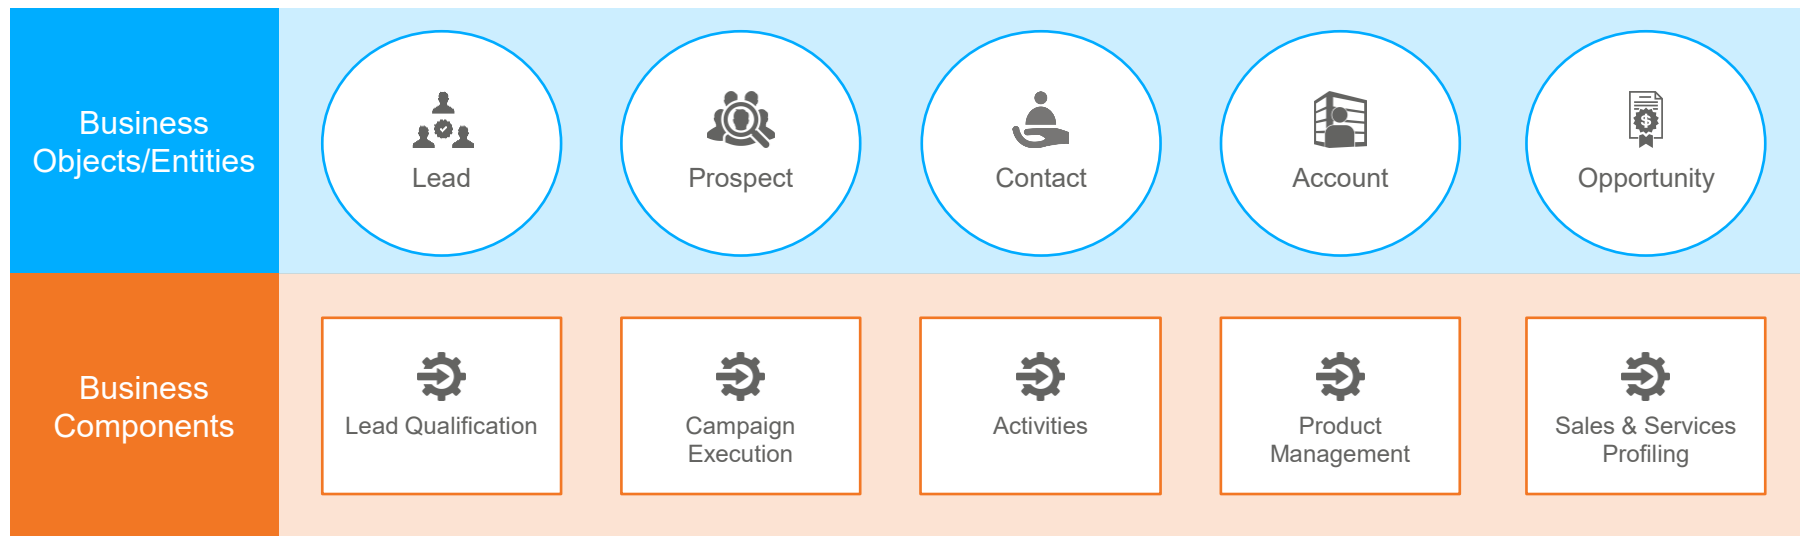 Business
Objects/Entities
Lead
Prospect
Contact
Account
Opportunity
Business
Components
Lead Qualification
Campaign
Execution
Activities
Product
Management
Sales & Services
Profiling